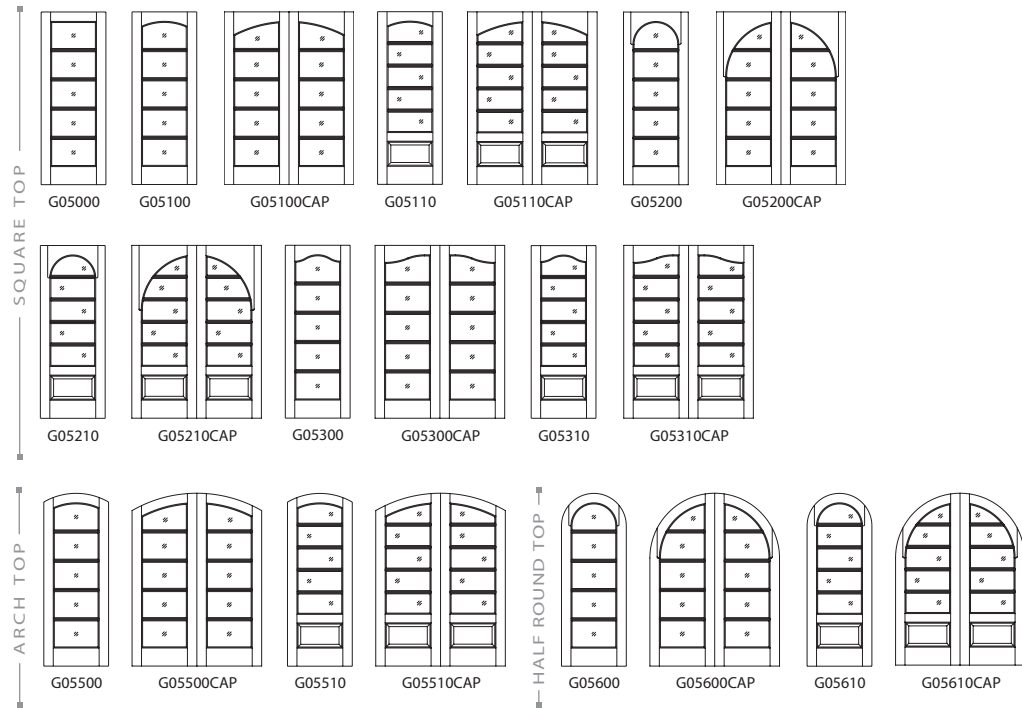 SQUARE TOP
G05000 G05100 G05100CAP G05110 G05110CAP G05200 G05200CAP
G05210 G05210CAP G05300 G05300CAP G05310 G05310CAP
ARCH TOP
G05500 G05500CAP G05510 G05510CAP
HALF ROUND TOP
G05600 G05600CAP G05610 G05610CAP